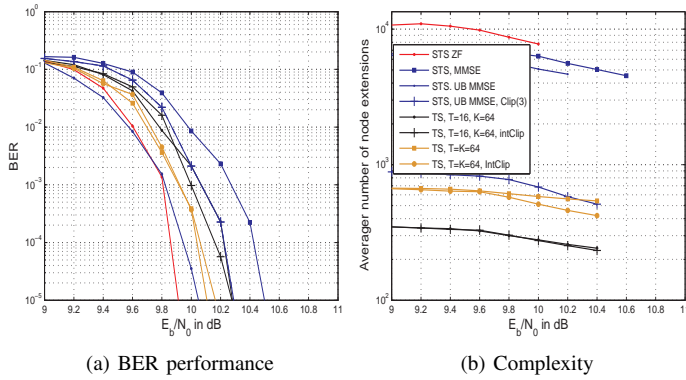 10^0
10^-1
10^-2
10^-3
10^-4
10^-5
BER
9 9.2 9.4 9.6 9.8 10 10.2 10.4 10.6 10.8 11
E_b/N_0 in dB
(a) BER performance
10^4
10^3
10^2
Averager number of node extensions
STS ZF
STS, MMSE
STS. UB MMSE
STS, UB MMSE, Clip(3)
TS, T=16, K=64
TS, T=16, K=64, intClip
TS, T=K=64
TS, T=K=64, IntClip
9 9.2 9.4 9.6 9.8 10 10.2 10.4 10.6 10.8 1
E_b/N_0 in dB
(b) Complexity